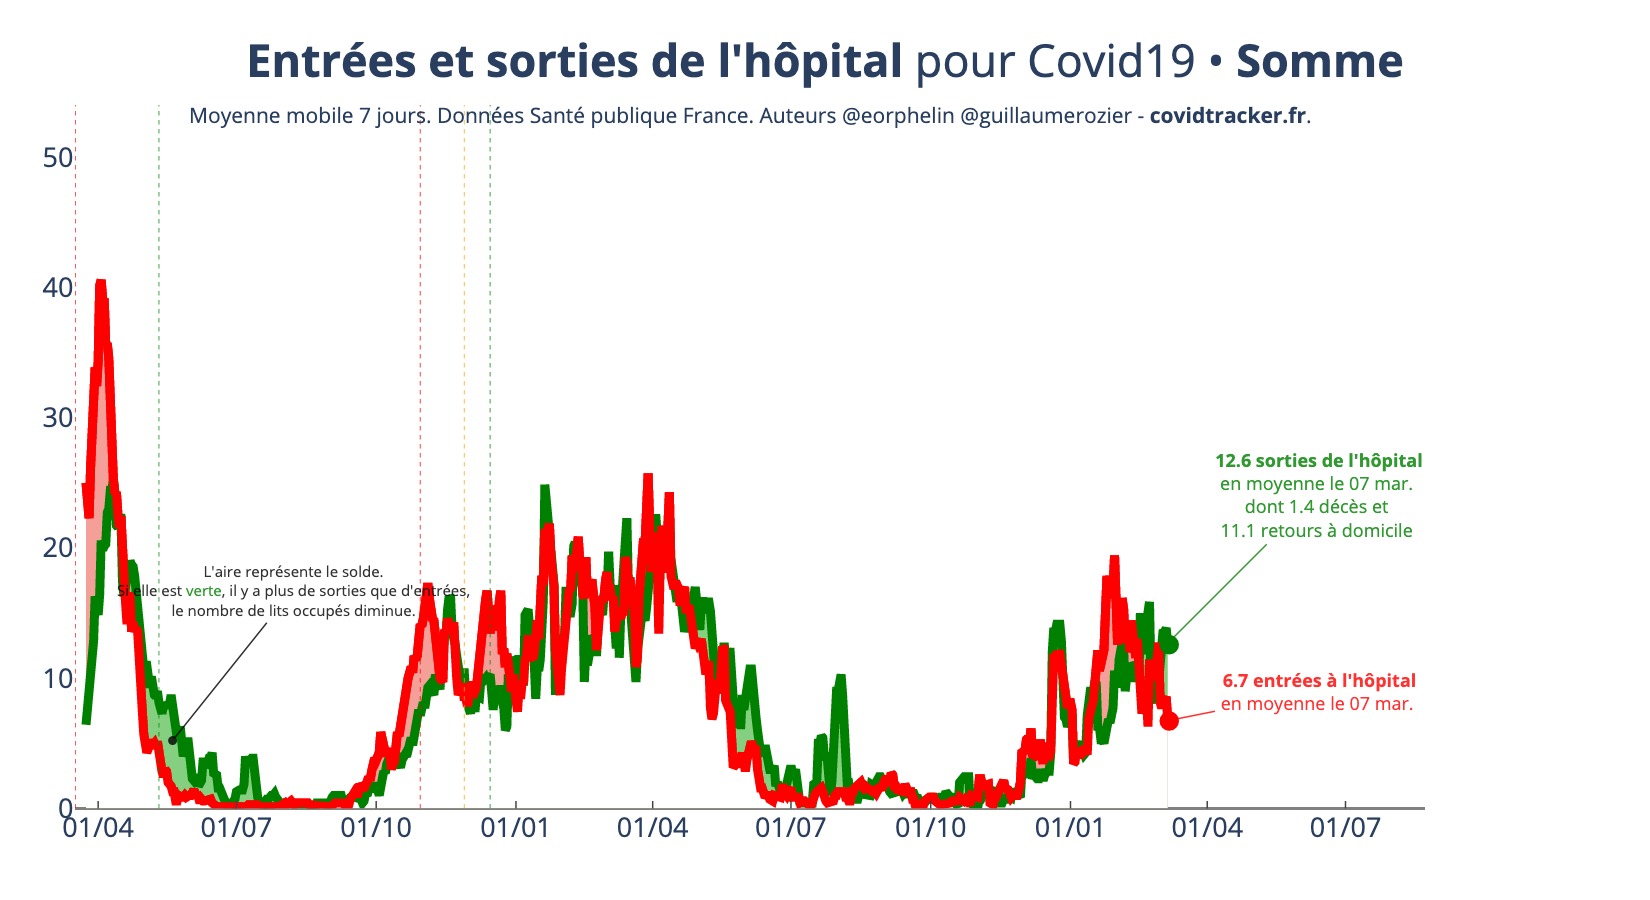 Entrées et sorties de l'hôpital pour Covid19 • Somme
Moyenne mobile 7 jours. Données Santé publique France. Auteurs @eorphelin @guillaumerozier - covidtracker.fr.
50
40
30
20
10
0
12.6 sorties de l'hôpital
en moyenne le 07 mar.
dont 1.4 décès et
11.1 retours à domicile
L'aire représente le solde.
Si elle est verte, il y a plus de sorties que d'entrées,
le nombre de lits occupés diminue.
6.7 entrées à l'hôpital
en moyenne le 07 mar.
01/04 01/07 01/10 01/01 01/04 01/07 01/10 01/01 01/04 01/07